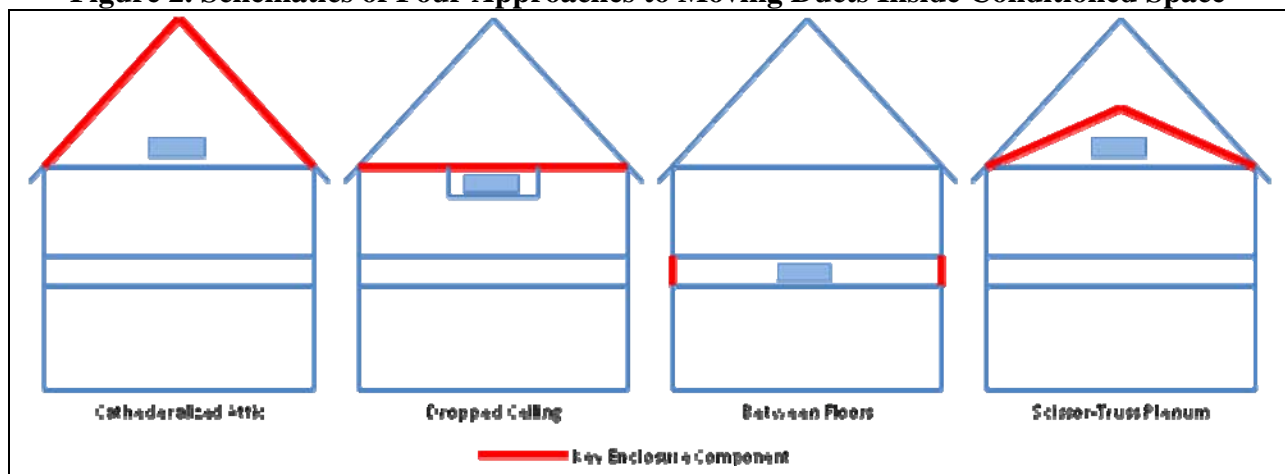 Figure 2. Schematics of Four Approaches to Moving Ducts Inside Conditioned Space
Cathederalized Attic
Dropped Ceiling
Between Floors
Scissor-Truss Plenum
Key Enclosure Component